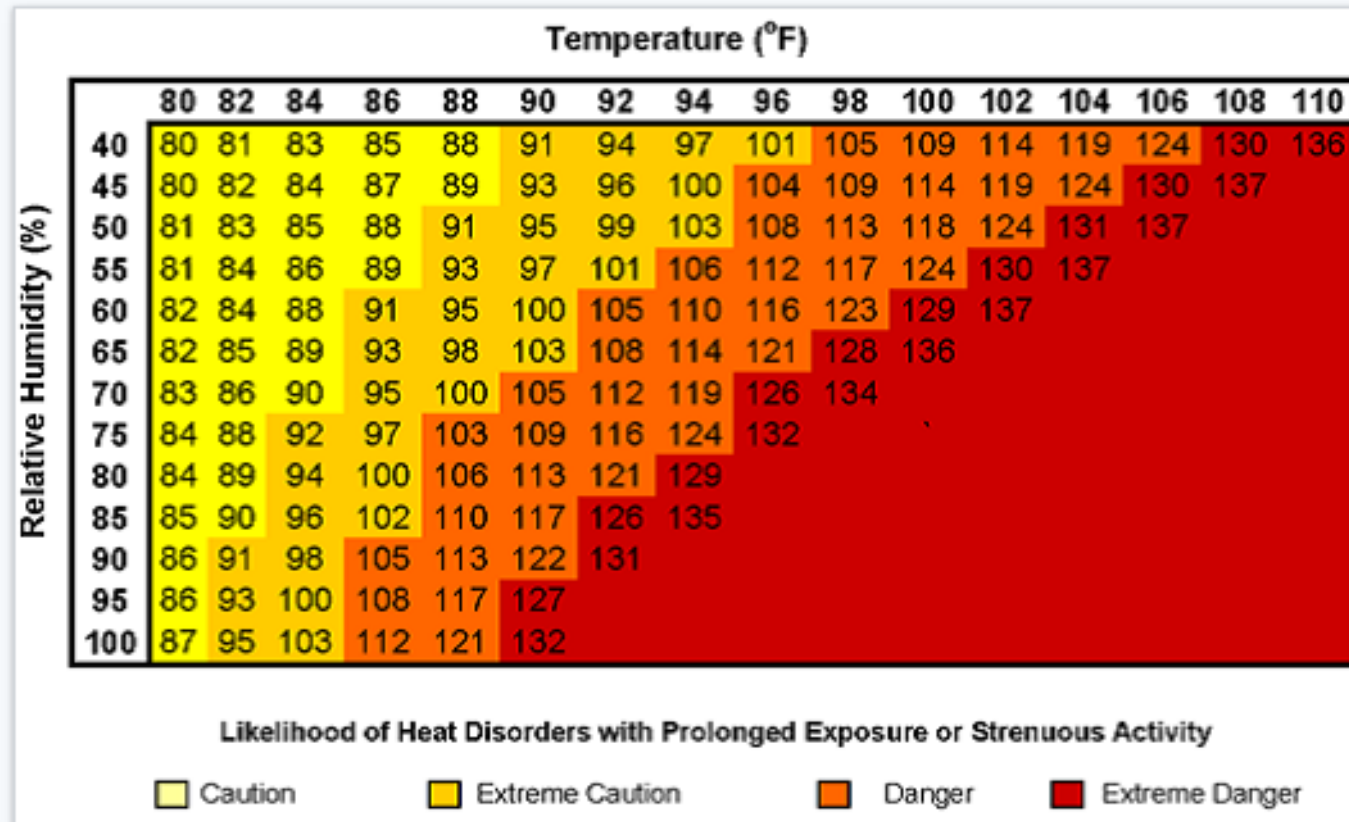 Temperature (°F)
80 82 84 86 88 90 92 94 96 98 100 102 104 106 108 110
Relative Humidity (%)
40 80 81 83 85 88 91 94 97 101 105 109 114 119 124 130 136
45 80 82 84 87 89 93 96 100 104 109 114 119 124 130 137
50 81 83 85 88 91 95 99 103 108 113 118 124 131 137
55 81 84 86 89 93 97 101 106 112 117 124 130 137
60 82 84 88 91 95 100 105 110 116 123 129 137
65 82 85 89 93 98 103 108 114 121 128 136
70 83 86 90 95 100 105 112 119 126 134
75 84 88 92 97 103 109 116 124 132
80 84 89 94 100 106 113 121 129
85 85 90 96 102 110 117 126 135
90 86 91 98 105 113 122 131
95 86 93 100 108 117 127
100 87 95 103 112 121 132
Likelihood of Heat Disorders with Prolonged Exposure or Strenuous Activity
Caution Extreme Caution Danger Extreme Danger